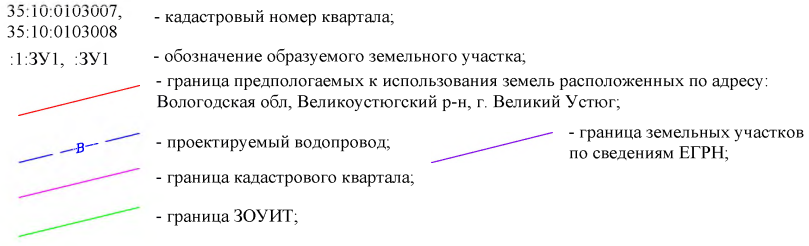 35:10:0103007,
35:10:0103008
- кадастровый номер квартала;
:1:ЗУ1, :ЗУ1
- обозначение образуемого земельного участка;
- граница предпологаемых к использования земель расположенных по адресу:
Вологодская обл, Великоустюгский р-н, г. Великий Устюг;
В
- проектируемый водопровод;
- граница земельных участков
по сведениям ЕГРН;
- граница кадастрового квартала;
- граница ЗОУИТ;